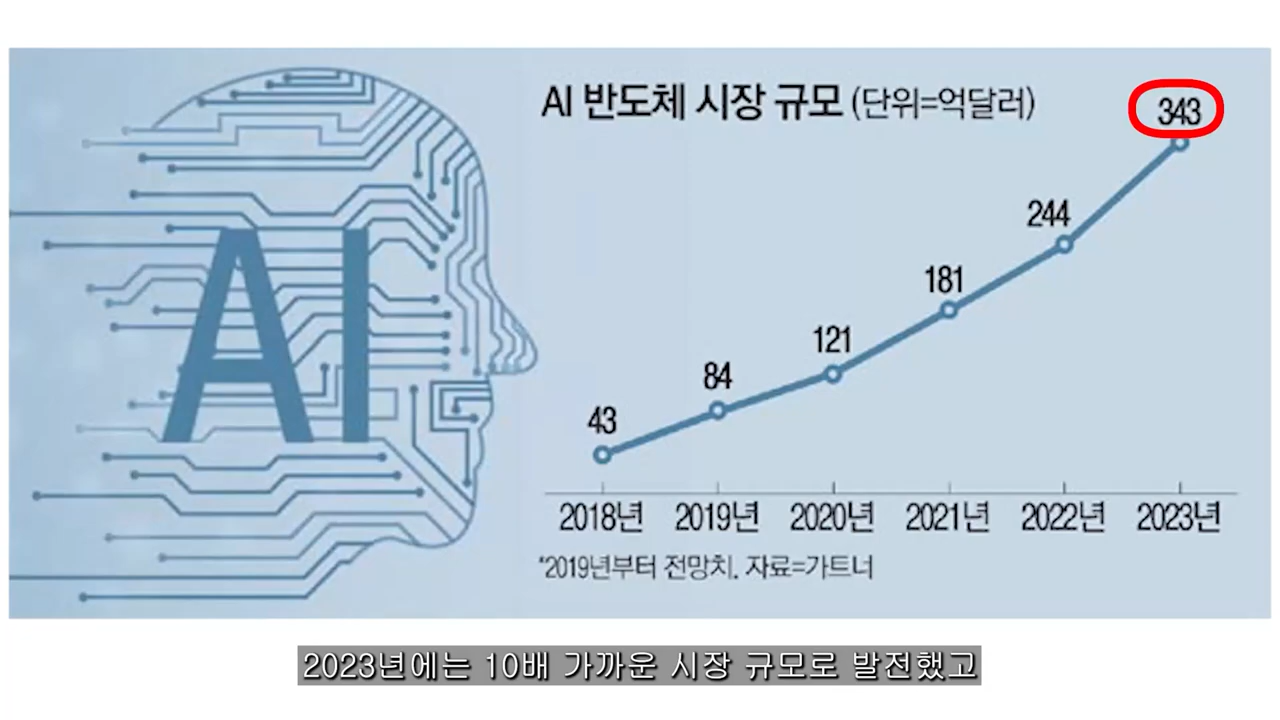 AI
AI 반도체 시장 규모 (단위=억달러)
343
244
181
121
84
43
2018년 2019년 2020년 2021년 2022년 2023년
*2019년부터 전망치. 자료=가트너
2023년에는 10배 가까운 시장 규모로 발전했고